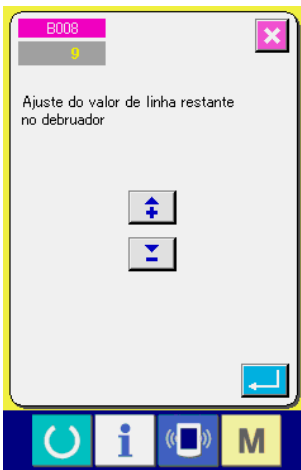 B008
9
Ajuste do valor de linha restante
no debruador
i
M